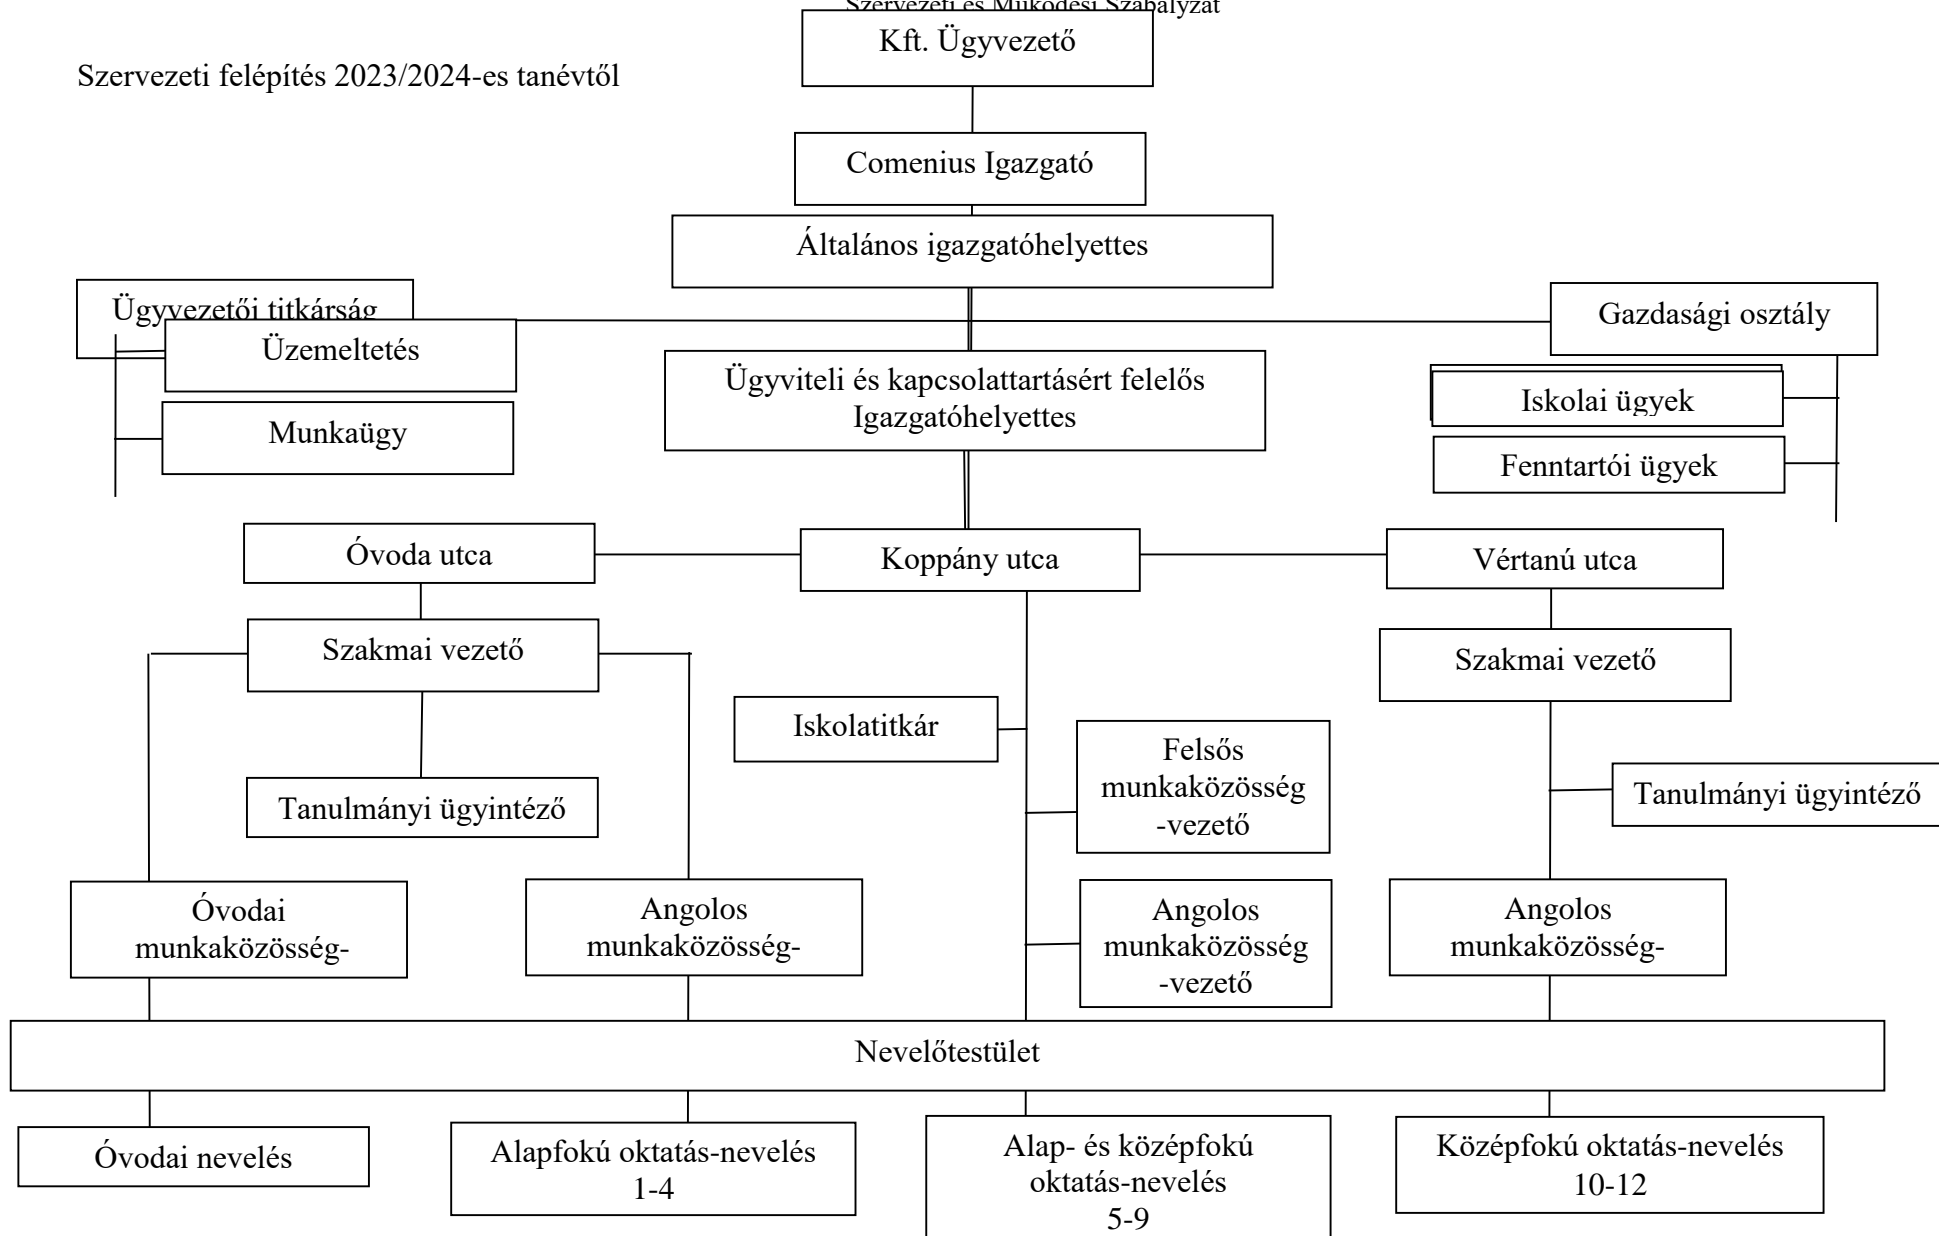 Szervezeti és Működési Szabályzat
Kft. Ügyvezető
Szervezeti felépítés 2023/2024-es tanévtől
Comenius Igazgató
Általános igazgatóhelyettes
Ügyvezetői titkárság
Gazdasági osztály
Üzemeltetés
Ügyviteli és kapcsolattartásért felelős
Igazgatóhelyettes
Iskolai ügyek
Munkaügy
Fenntartói ügyek
Óvoda utca
Koppány utca
Vértanú utca
Szakmai vezető
Szakmai vezető
Iskolatitkár
Felsős
munkaközösség
-vezető
Tanulmányi ügyintéző
Tanulmányi ügyintéző
Óvodai
munkaközösség-
Angolos
munkaközösség-
Angolos
munkaközösség
-vezető
Angolos
munkaközösség-
Nevelőtestület
Óvodai nevelés
Alapfokú oktatás-nevelés
1-4
Alap- és középfokú
oktatás-nevelés
5-9
Középfokú oktatás-nevelés
10-12